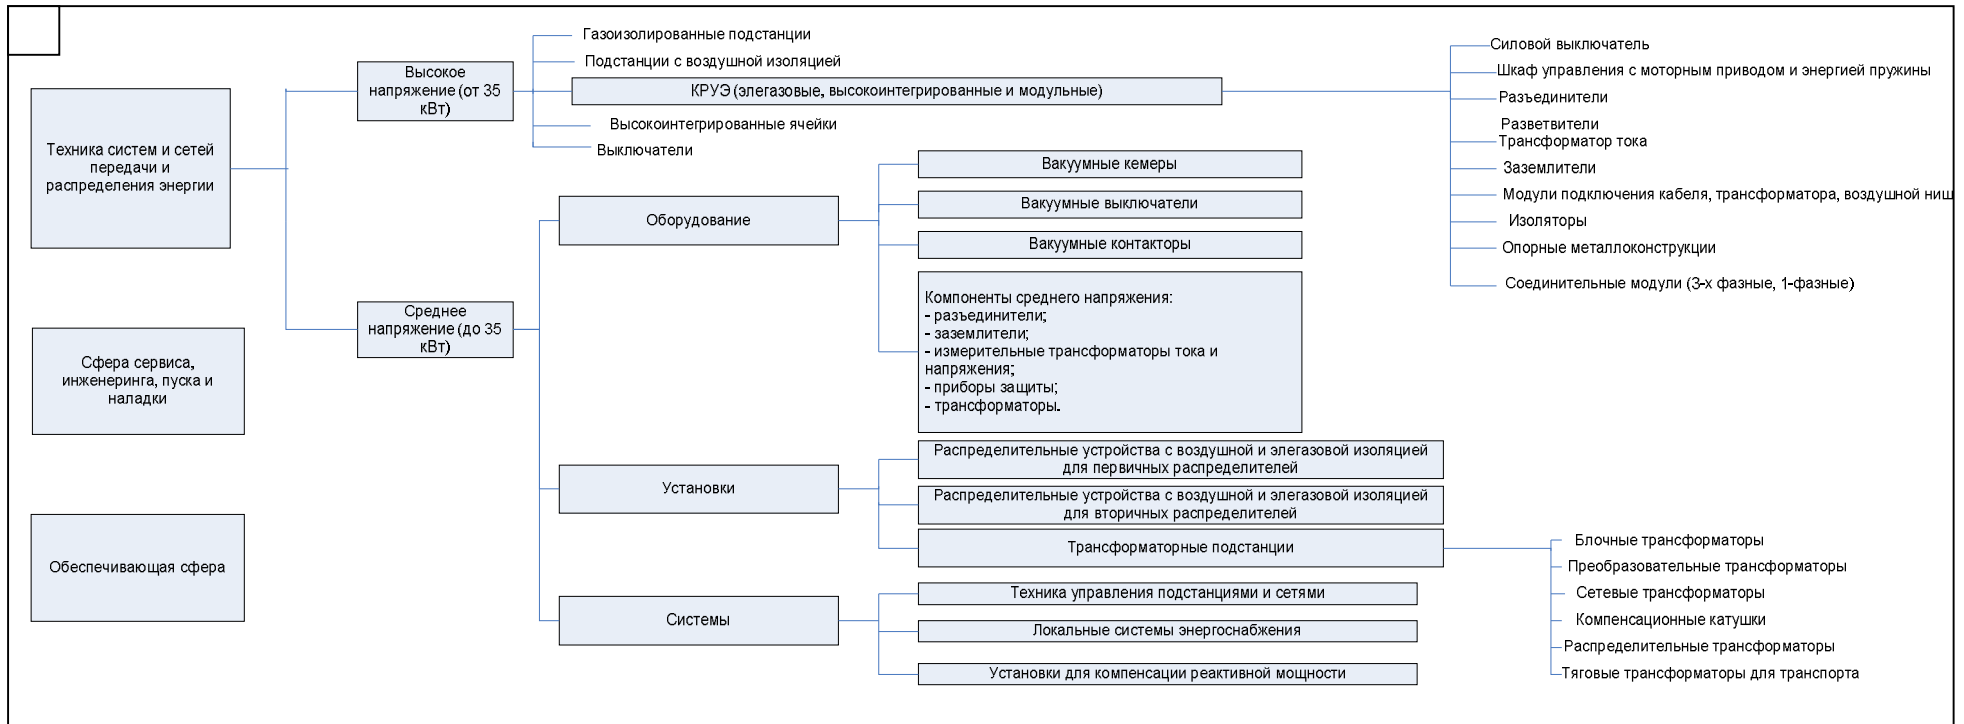 Техника систем и сетей
передачи и
распределения энергии
Сфера сервиса,
инженеринга, пуска и
наладки
Обеспечивающая сфера
Высокое
напряжение (от 35
кВт)
Среднее
напряжение (до 35
кВт)
Газоизолированные подстанции
Подстанции с воздушной изоляцией
КРУЭ (элегазовые, высокоинтегрированные и модульные)
Высокоинтегрированные ячейки
Выключатели
Силовой выключатель
Шкаф управления с моторным приводом и энергией пружины
Разъединители
Разветвители
Трансформатор тока
Заземлители
Модули подключения кабеля, трансформатора, воздушной ниш
Изоляторы
Опорные металлоконструкции
Соединительные модули (3-х фазные, 1-фазные)
Оборудование
Вакуумные кемеры
Вакуумные выключатели
Вакуумные контакторы
Компоненты среднего напряжения:
- разъединители;
- заземлители;
- измерительные трансформаторы тока и
напряжения;
- приборы защиты;
- трансформаторы.
Установки
Распределительные устройства с воздушной и элегазовой изоляцией
для первичных распределителей
Распределительные устройства с воздушной и элегазовой изоляцией
для вторичных распределителей
Трансформаторные подстанции
Блочные трансформаторы
Преобразовательные трансформаторы
Сетевые трансформаторы
Компенсационные катушки
Распределительные трансформаторы
Тяговые трансформаторы для транспорта
Системы
Техника управления подстанциями и сетями
Локальные системы энергоснабжения
Установки для компенсации реактивной мощности